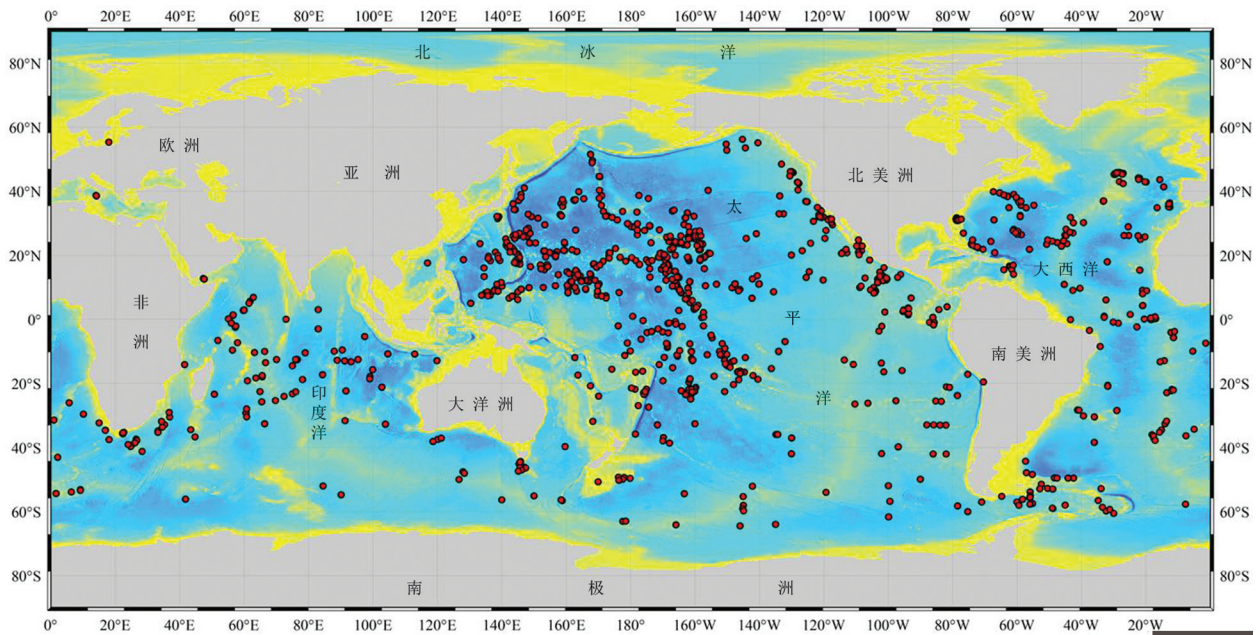 0° 20°E 40°E 60°E 80°E 100°E 120°E 140°E 160°E 180° 160°W 140°W 120°W 100°W 80°W 60°W 40°W 20°W
北 冰 洋
80°N 80°N
60°N 60°N
欧 洲
亚 洲
北 美 洲
40°N 40°N
太
20°N 20°N
大 西 洋
非
0° 平 0°
洲
南 美 洲
20°S 20°S
印
度
洋
大 洋 洲
洋
40°S 40°S
60°S 60°S
80°S 80°S
南 极 洲
0° 20°E 40°E 60°E 80°E 100°E 120°E 140°E 160°E 180° 160°W 140°W 120°W 100°W 80°W 60°W 40°W 20°W